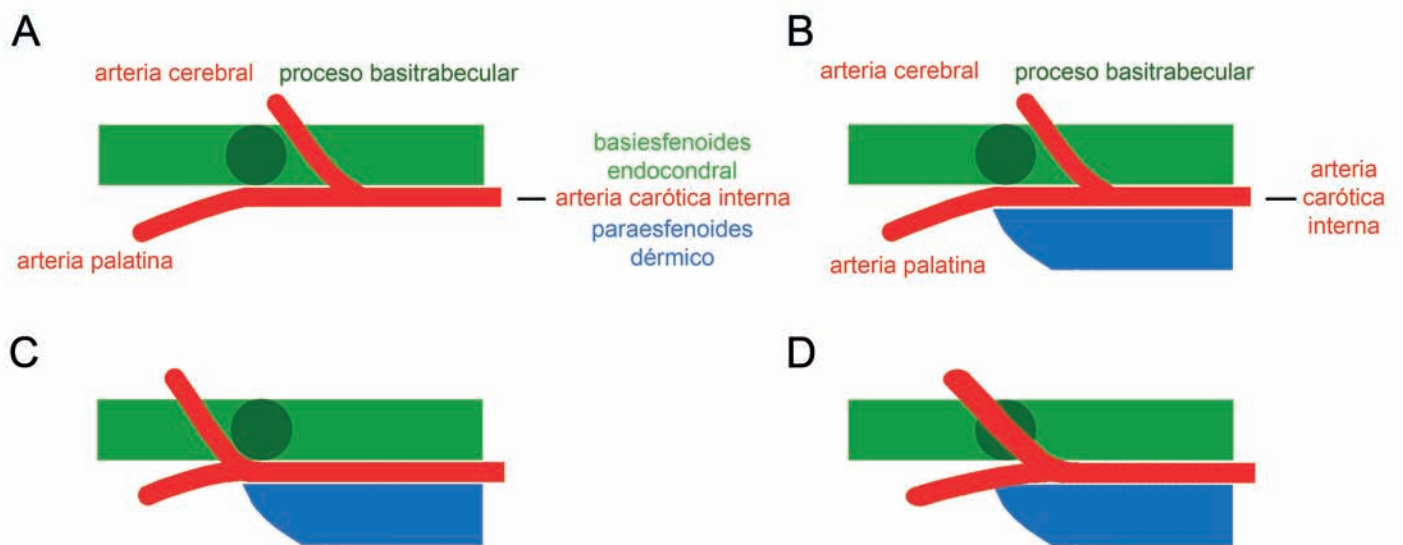 A
arteria cerebral proceso basitrabecular
basiesfenoides
endocondral
arteria carótica interna
paraesfenoides
dérmico
arteria palatina
B
arteria cerebral proceso basitrabecular
arteria
carótica
interna
arteria palatina
C
D